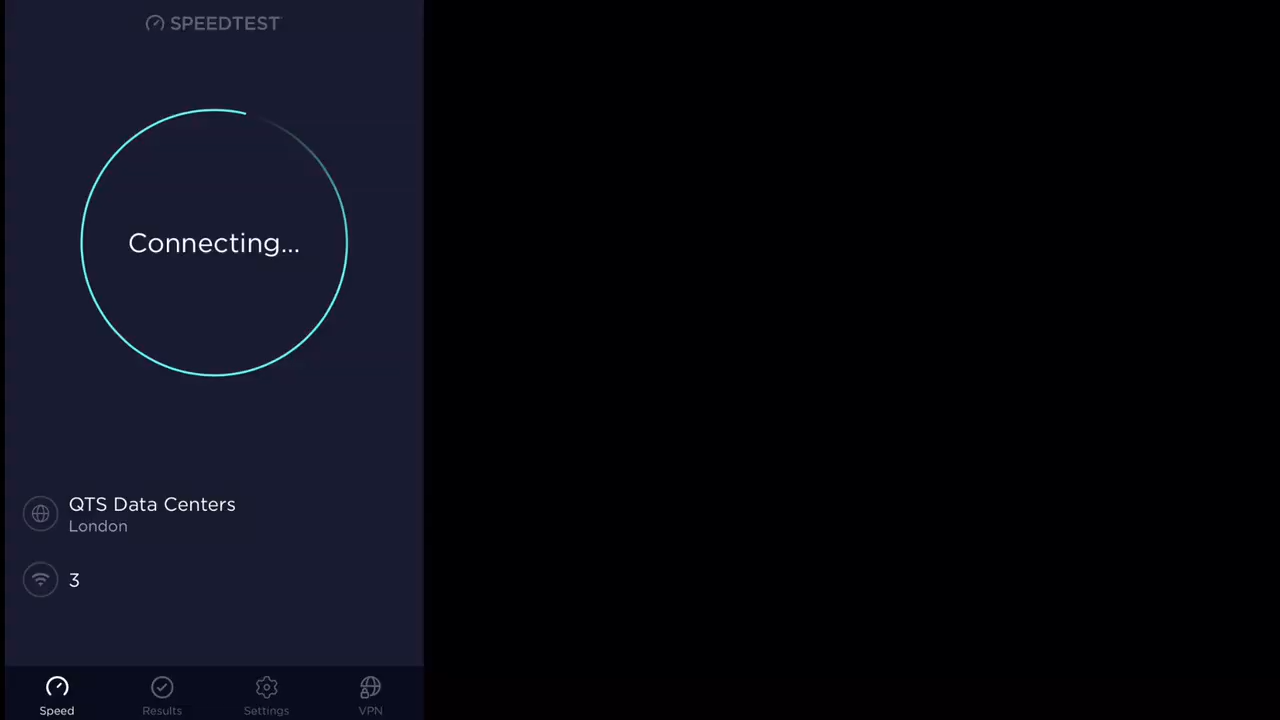 SPEEDTEST
Connecting...
QTS Data Centers
London
3
Speed
Results
Settings
VPN